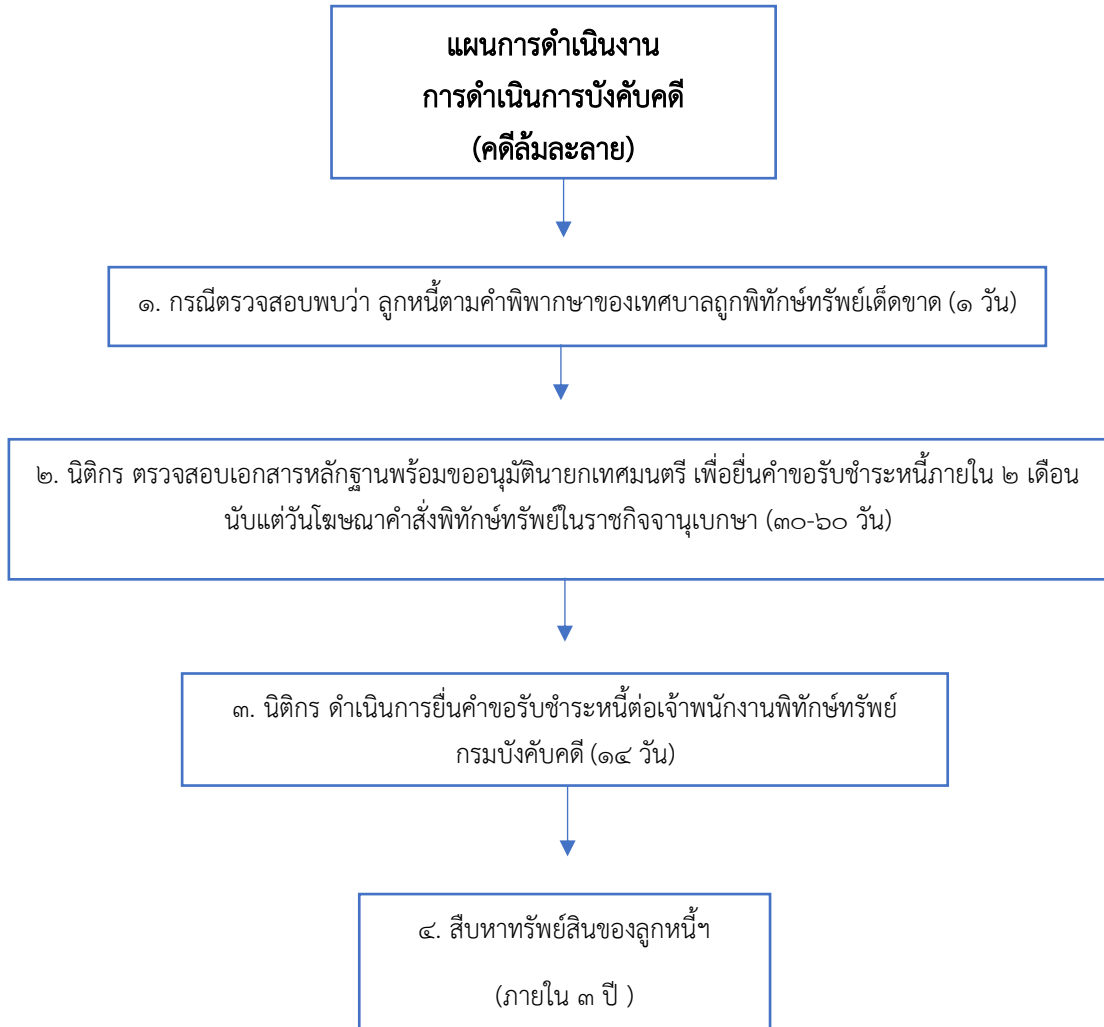 แผนการดำเนินงาน
การดำเนินการบังคับคดี
(คดีล้มละลาย)
๑. กรณีตรวจสอบพบว่า ลูกหนี้ตามคำพิพากษาของเทศบาลถูกพิทักษ์ทรัพย์เด็ดขาด (๑ วัน)
๒. นิติกร ตรวจสอบเอกสารหลักฐานพร้อมขออนุมัตินายกเทศมนตรี เพื่อยื่นคำขอรับชำระหนี้ภายใน ๒ เดือน
นับแต่วันโฆษณาคำสั่งพิทักษ์ทรัพย์ในราชกิจจานุเบกษา (๓๐-๖๐ วัน)
๓. นิติกร ดำเนินการยื่นคำขอรับชำระหนี้ต่อเจ้าพนักงานพิทักษ์ทรัพย์
กรมบังคับคดี (๑๔ วัน)
๔. สืบหาทรัพย์สินของลูกหนี้ฯ
(ภายใน ๓ ปี )